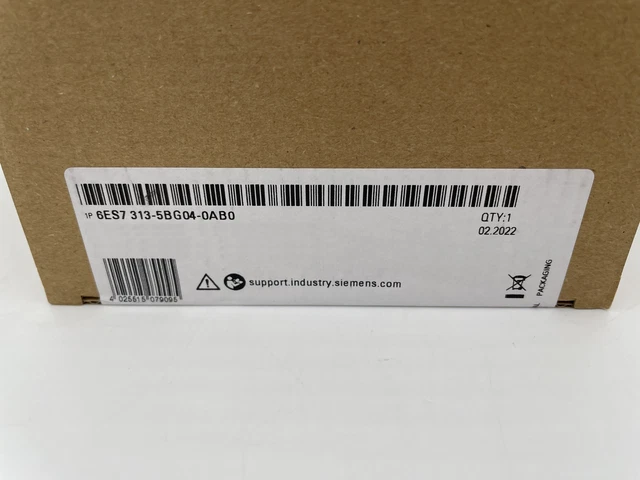 1P 6ES7 313-5BG04-0AB0
QTY:1
02.2022
4 025515 079095
support.industry.siemens.com
PACKAGING